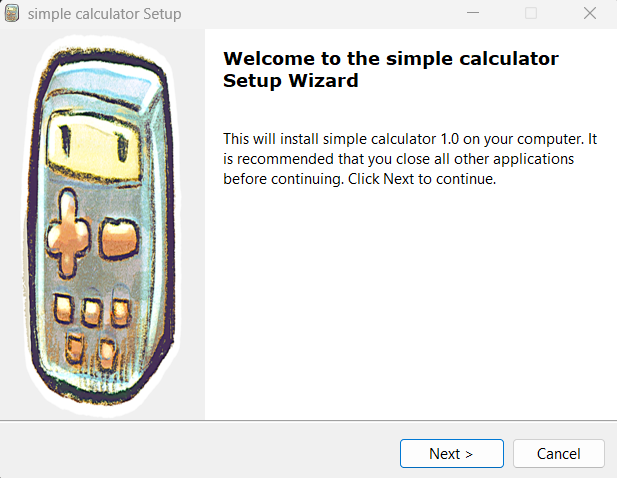 simple calculator Setup
Welcome to the simple calculator
Setup Wizard
This will install simple calculator 1.0 on your computer. It
is recommended that you close all other applications
before continuing. Click Next to continue.
Next >
Cancel